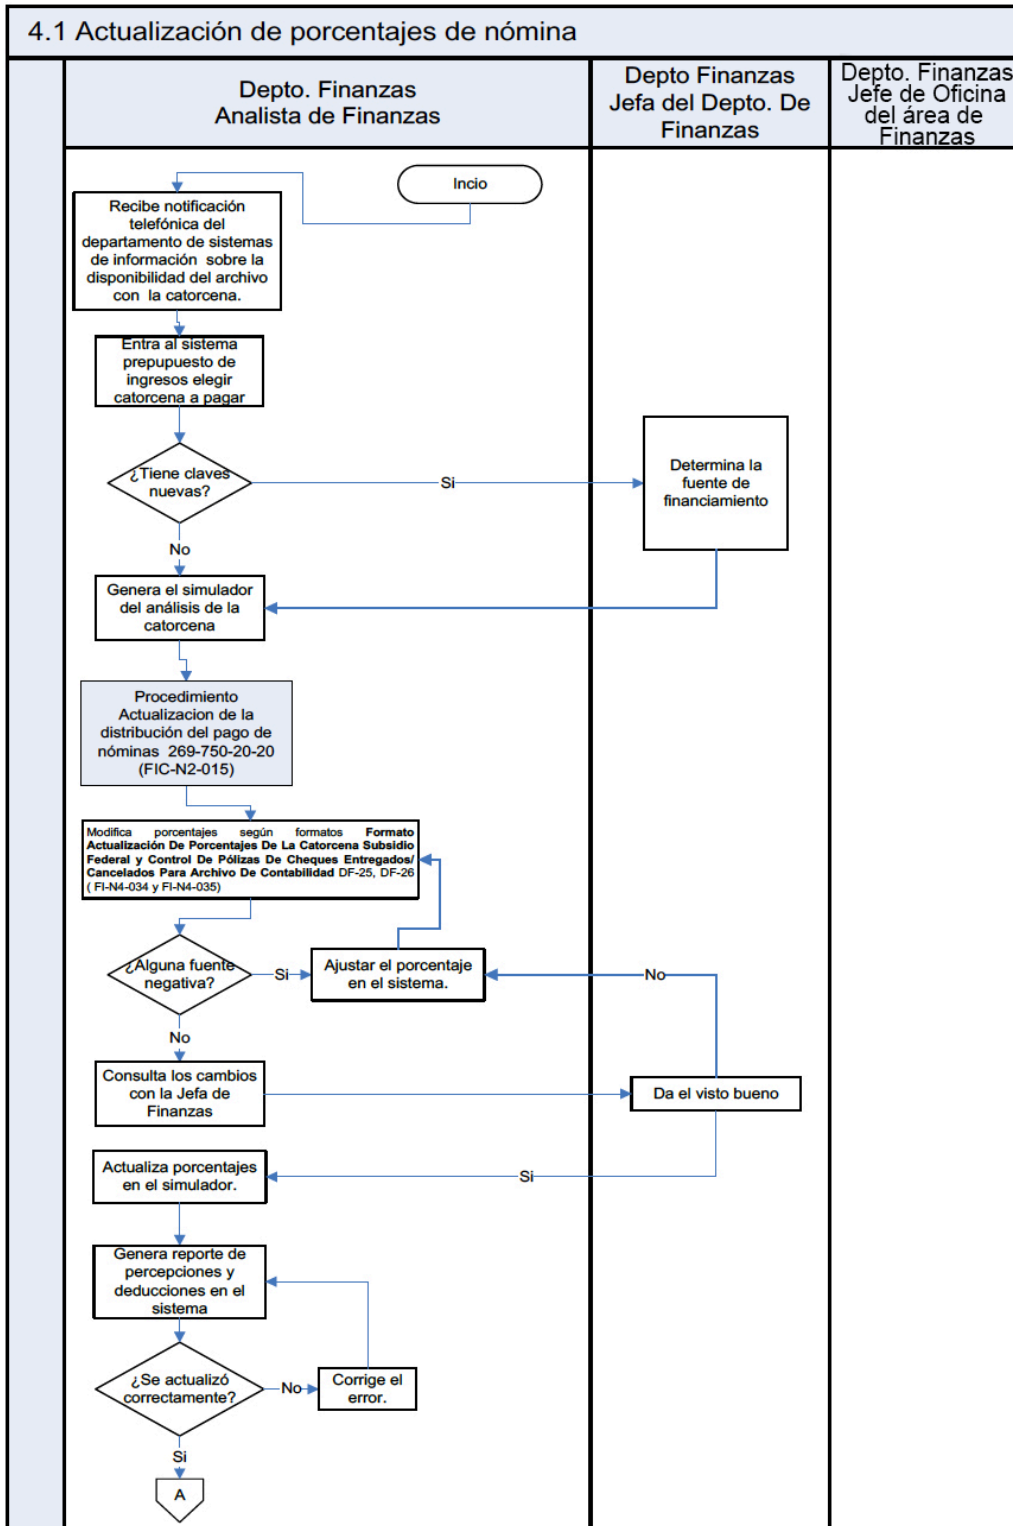 4.1 Actualización de porcentajes de nómina
Depto. Finanzas
Analista de Finanzas
Depto Finanzas
Jefa del Depto. De
Finanzas
Depto. Finanzas
Jefe de Oficina
del área de
Finanzas
Incio
Recibe notificación
telefónica del
departamento de sistemas
de información sobre la
disponibilidad del archivo
con la catorcena.
Entra al sistema
prepupuesto de
ingresos elegir
catorcena a pagar
¿Tiene claves
nuevas?
Si
Determina la
fuente de
financiamiento
No
Genera el simulador
del análisis de la
catorcena
Procedimiento
Actualizacion de la
distribución del pago de
nóminas 269-750-20-20
(FIC-N2-015)
Modifica porcentajes según formatos Formato
Actualización De Porcentajes De La Catorcena Subsidio
Federal y Control De Pólizas De Cheques Entregados/
Cancelados Para Archivo De Contabilidad DF-25, DF-26
( FI-N4-034 y FI-N4-035)
¿Alguna fuente
negativa?
Si
Ajustar el porcentaje
en el sistema.
No
No
Consulta los cambios
con la Jefa de
Finanzas
Da el visto bueno
Actualiza porcentajes
en el simulador.
Si
Genera reporte de
percepciones y
deducciones en el
sistema
¿Se actualizó
correctamente?
No
Corrige el
error.
Si
A